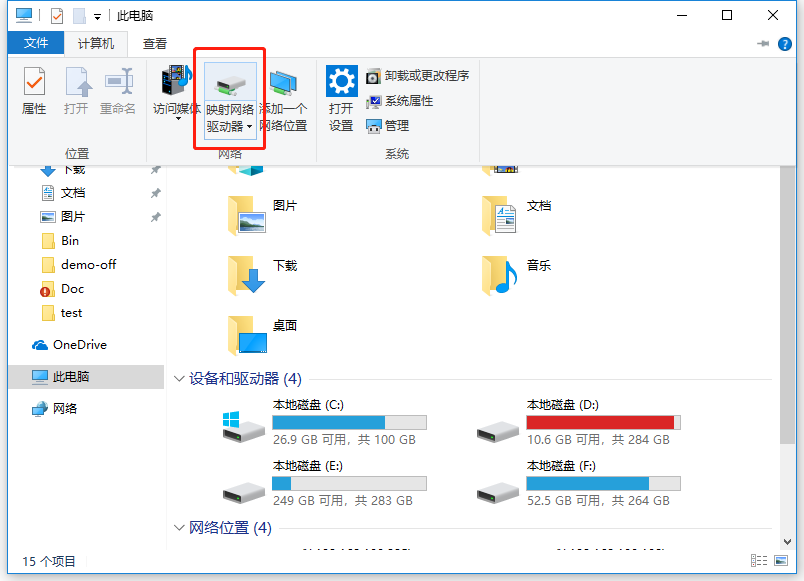 此电脑
文件 计算机 查看
属性 打开 重命名
位置
访问媒体
映射网络
驱动器
添加一个
网络位置
网络
打开
设置
卸载或更改程序
系统属性
管理
系统
下载
文档
图片
Bin
demo-off
Doc
test
OneDrive
此电脑
网络
图片
文档
下载
音乐
桌面
设备和驱动器 (4)
本地磁盘 (C:)
26.9 GB 可用，共 100 GB
本地磁盘 (D:)
10.6 GB 可用，共 284 GB
本地磁盘 (E:)
249 GB 可用，共 283 GB
本地磁盘 (F:)
52.5 GB 可用，共 264 GB
网络位置 (4)
15 个项目